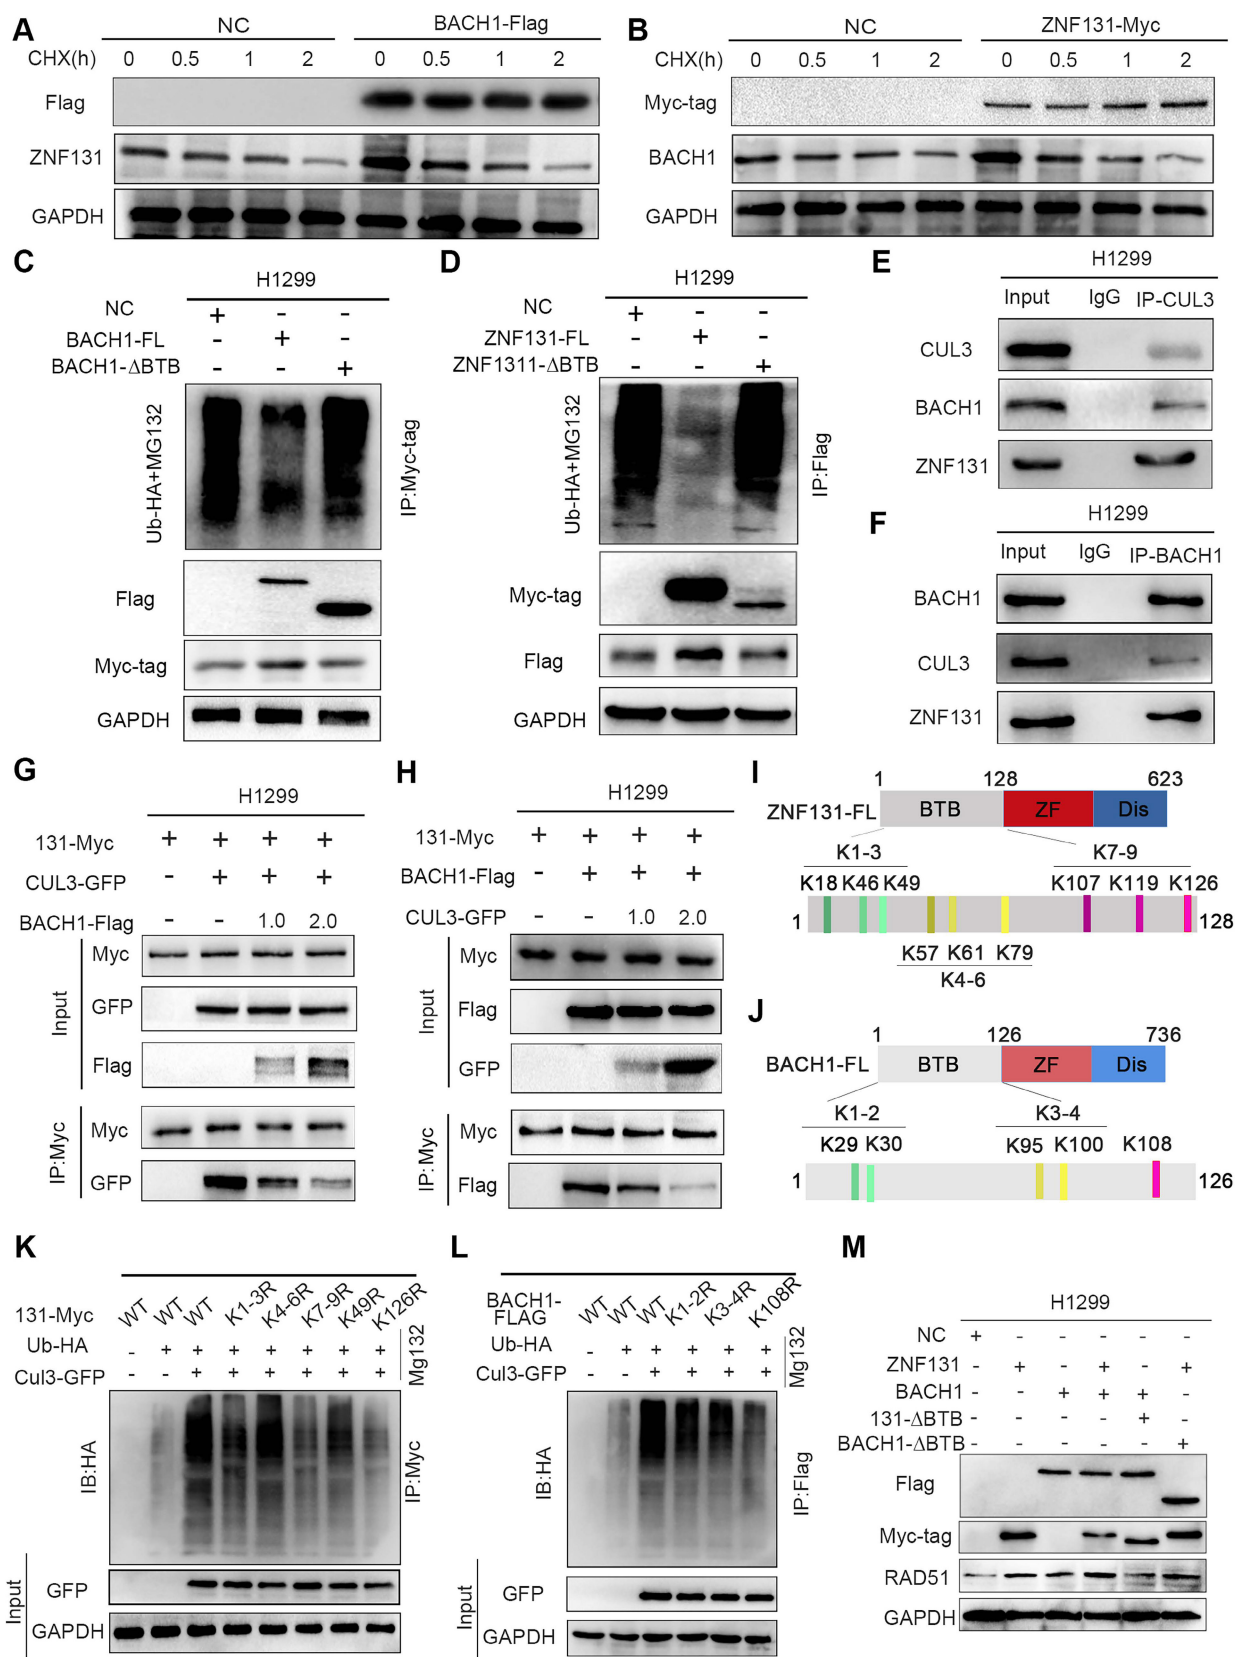 A
NC
BACH1-Flag
CHX(h)
0 0.5 1 2 0 0.5 1 2
Flag
ZNF131
GAPDH
B
NC
ZNF131-Myc
CHX(h)
0 0.5 1 2 0 0.5 1 2
Myc-tag
BACH1
GAPDH
C
H1299
NC + - -
BACH1-FL - + -
BACH1-ΔBTB - - +
Ub-HA+MG132
IP:Myc-tag
Flag
Myc-tag
GAPDH
D
H1299
NC + - -
ZNF131-FL - + -
ZNF1311-ΔBTB - - +
Ub-HA+MG132
IP:Flag
Myc-tag
Flag
GAPDH
E
H1299
Input IgG IP-CUL3
CUL3
BACH1
ZNF131
F
H1299
Input IgG IP-BACH1
BACH1
CUL3
ZNF131
G
H1299
131-Myc + + + +
CUL3-GFP - + + +
BACH1-Flag - - 1.0 2.0
Input
Myc
GFP
Flag
IP:Myc
Myc
GFP
H
H1299
131-Myc + + + +
BACH1-Flag - + + +
CUL3-GFP - - 1.0 2.0
Input
Myc
Flag
GFP
IP:Myc
Myc
Flag
I
1 128 623
ZNF131-FL BTB ZF Dis
K1-3 K7-9
K18 K46 K49 K107 K119 K126
1 128
K57 K61 K79
K4-6
J
1 126 736
BACH1-FL BTB ZF Dis
K1-2 K3-4
K29 K30 K95 K100 K108
1 126
K
131-Myc WT WT WT K1-3R K4-6R K7-9R K49R K126R
Ub-HA - + + + + + + +
Cul3-GFP - - + + + + + +
Mg132
IB:HA
IP:Myc
Input
GFP
GAPDH
L
BACH1-
FLAG WT WT WT K1-2R K3-4R K108R
Ub-HA - + + + + +
Cul3-GFP - - + + + +
Mg132
IB:HA
IP:Flag
Input
GFP
GAPDH
M
H1299
NC + - - - - -
ZNF131 - + - + - +
BACH1 - - + + + -
131-ΔBTB - - - - + -
BACH1-ΔBTB - - - - - +
Flag
Myc-tag
RAD51
GAPDH